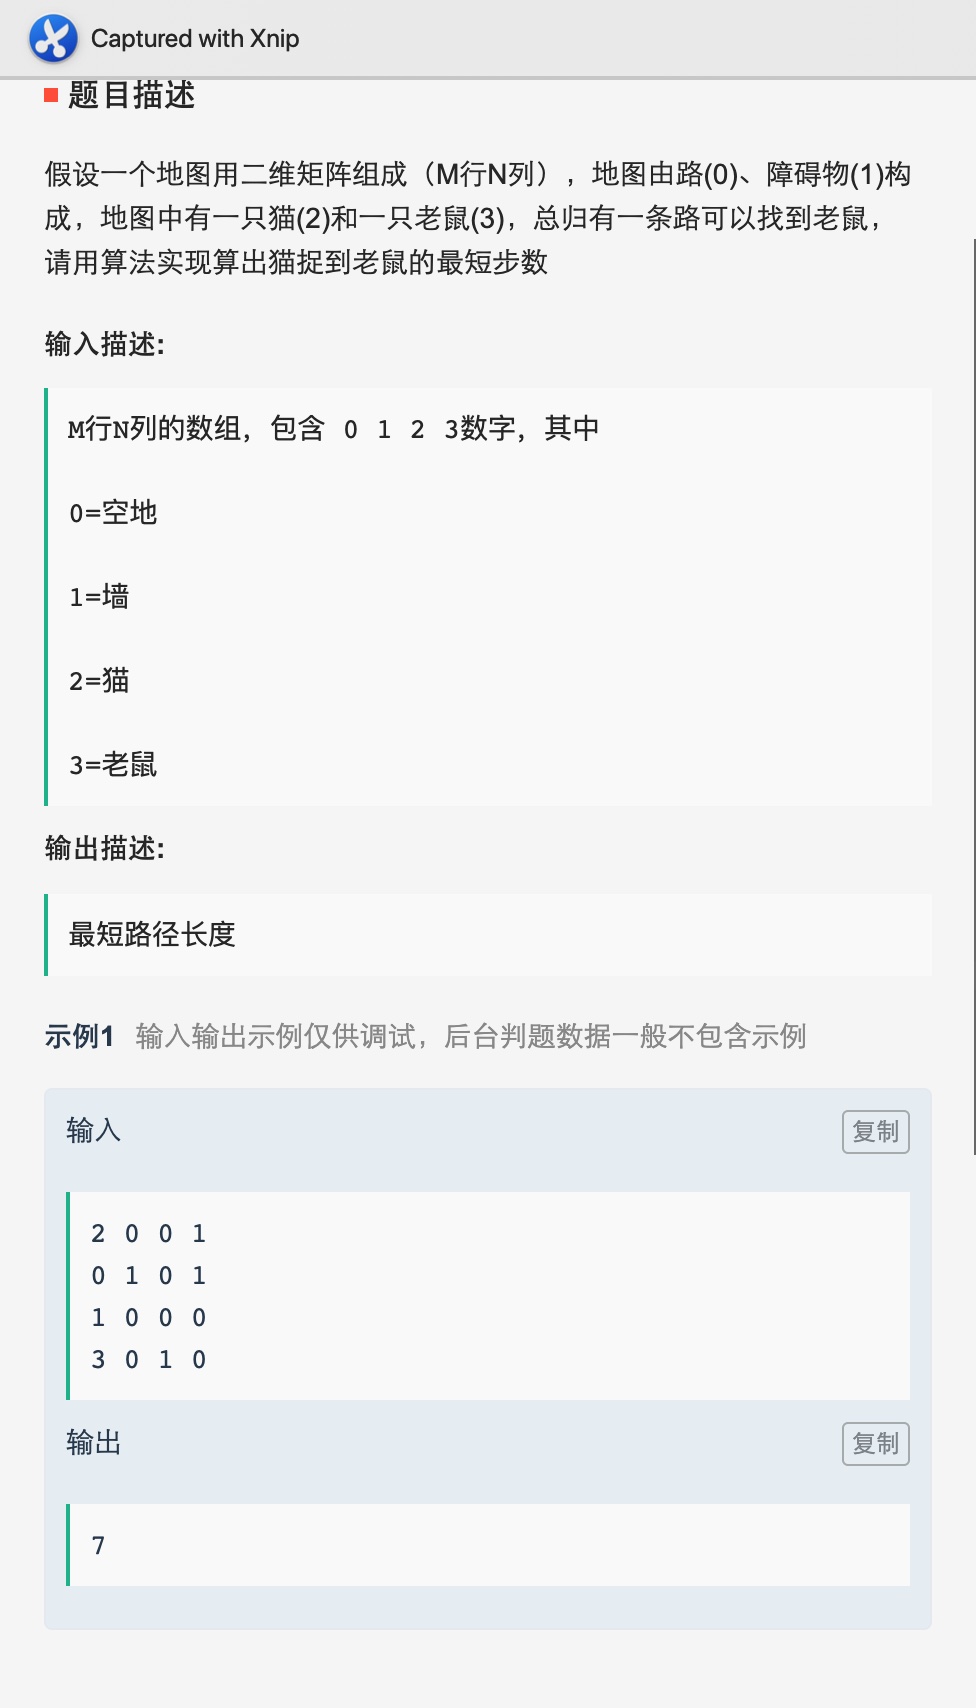 Captured with Xnip
题目描述
假设一个地图用二维矩阵组成（M行N列），地图由路(0)、障碍物(1)构
成，地图中有一只猫(2)和一只老鼠(3)，总归有一条路可以找到老鼠，
请用算法实现算出猫捉到老鼠的最短步数
输入描述:
M行N列的数组，包含 0 1 2 3数字，其中
0=空地
1=墙
2=猫
3=老鼠
输出描述:
最短路径长度
示例1 输入输出示例仅供调试，后台判题数据一般不包含示例
输入 复制
2 0 0 1
0 1 0 1
1 0 0 0
3 0 1 0
输出 复制
7